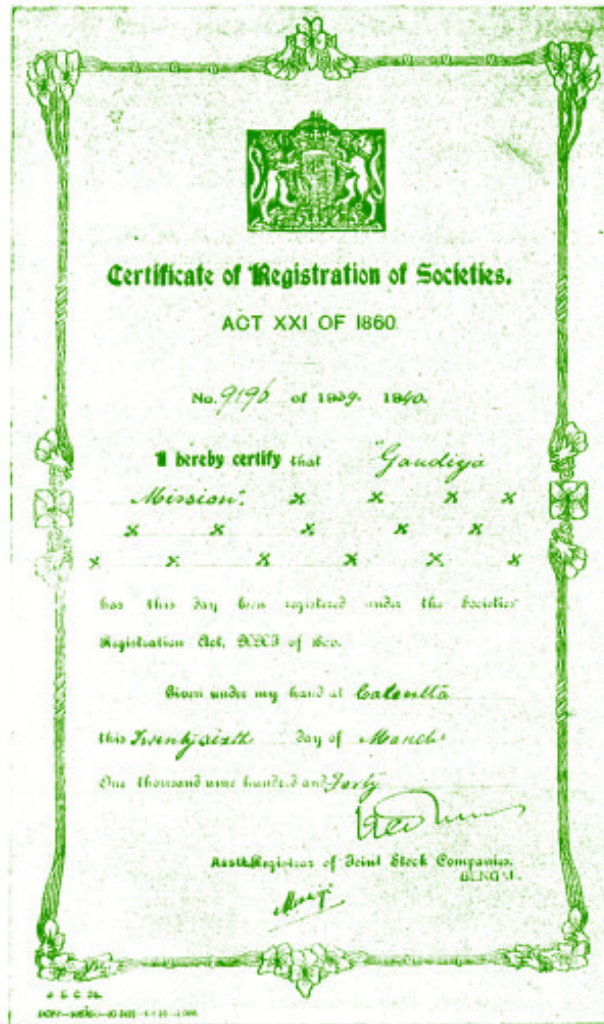 Certificate of Registration of Societies.
ACT XXI OF 1860.
No. 9196 of 1939 1940.
I hereby certify that "Gaudiya
Mission". x x x x
x x x x x
x x x x x x
has this day been registered under the Societies'
Registration Act, XXI of 1860.
Given under my hand at Calcutta
this Twenty sixth day of March
One thousand nine hundred and Forty
Asst. Registrar of Joint Stock Companies.
BENGAL.